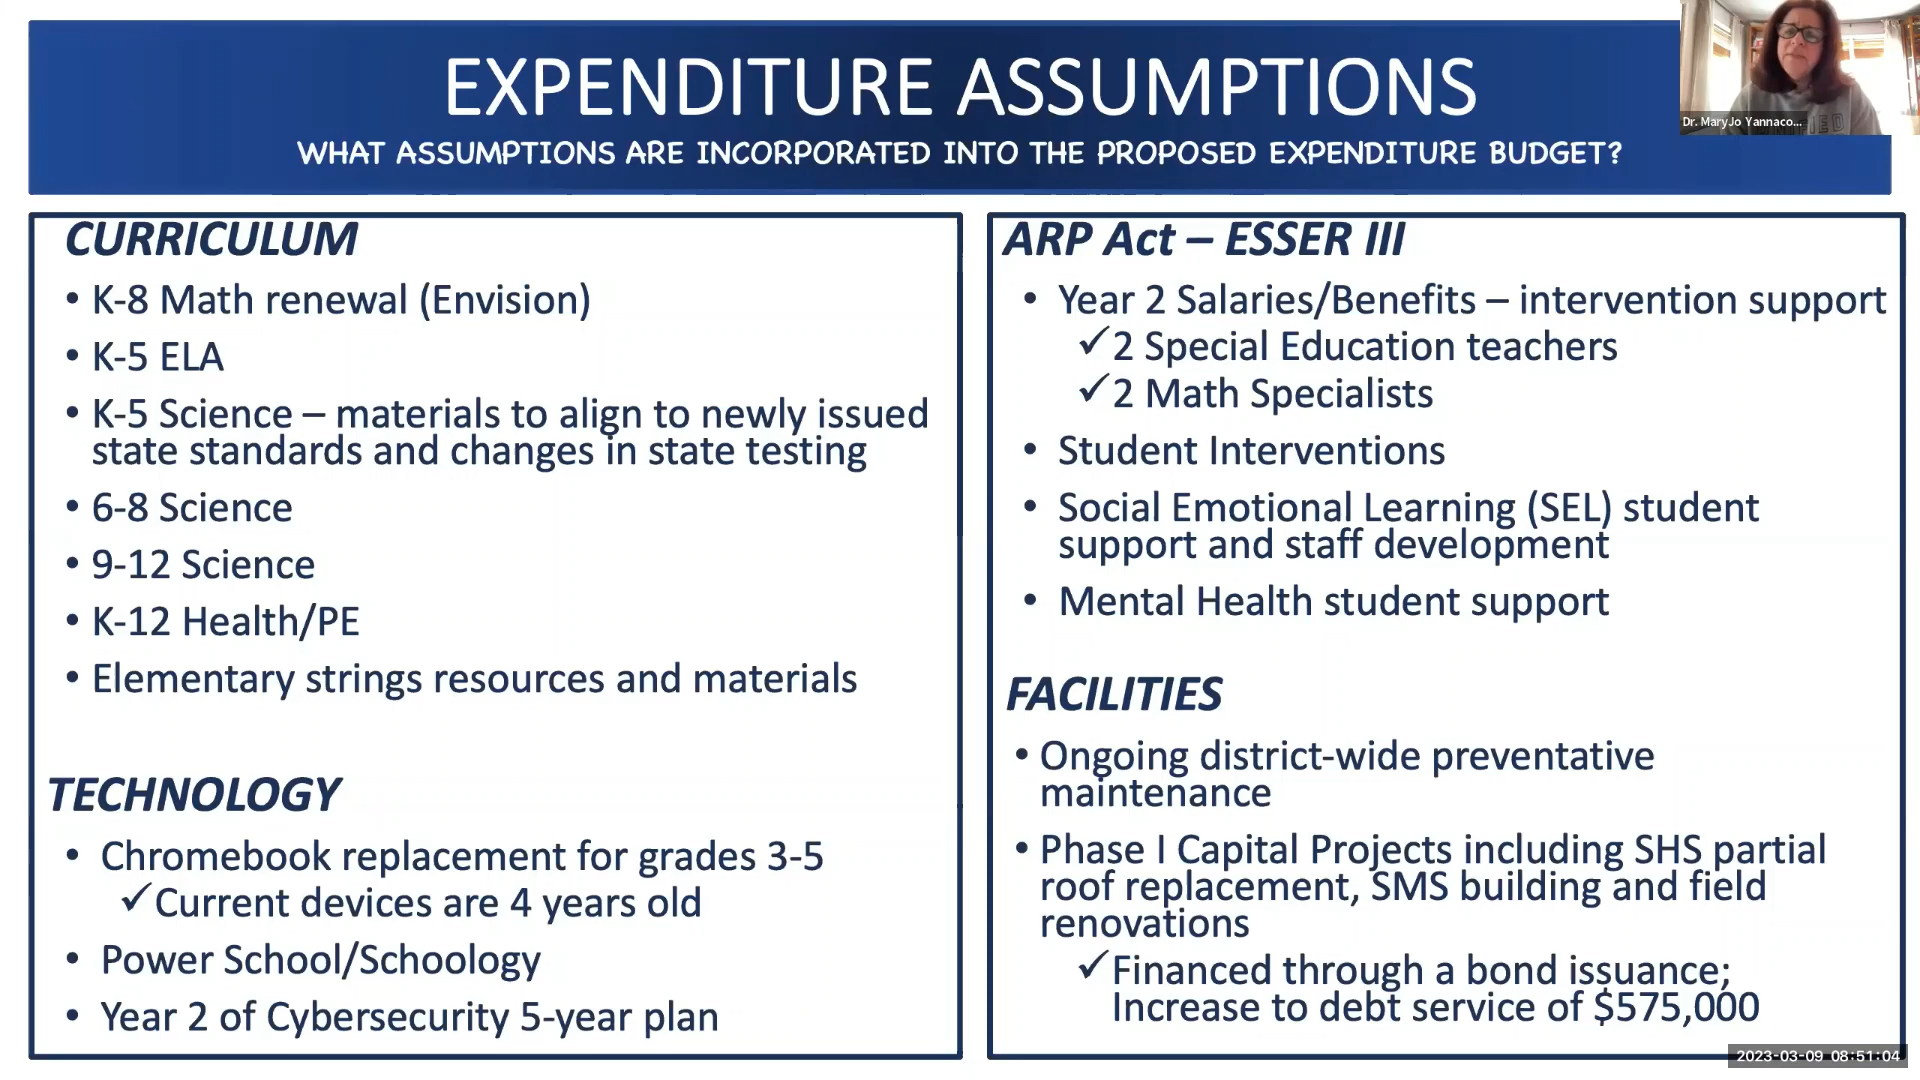 EXPENDITURE ASSUMPTIONS
WHAT ASSUMPTIONS ARE INCORPORATED INTO THE PROPOSED EXPENDITURE BUDGET?
Dr. MaryJo Yannaco...
CURRICULUM
• K-8 Math renewal (Envision)
• K-5 ELA
• K-5 Science – materials to align to newly issued
state standards and changes in state testing
• 6-8 Science
• 9-12 Science
• K-12 Health/PE
• Elementary strings resources and materials
TECHNOLOGY
• Chromebook replacement for grades 3-5
✓Current devices are 4 years old
• Power School/Schoology
• Year 2 of Cybersecurity 5-year plan
ARP Act – ESSER III
• Year 2 Salaries/Benefits – intervention support
✓2 Special Education teachers
✓2 Math Specialists
• Student Interventions
• Social Emotional Learning (SEL) student
support and staff development
• Mental Health student support
FACILITIES
• Ongoing district-wide preventative
maintenance
• Phase I Capital Projects including SHS partial
roof replacement, SMS building and field
renovations
✓Financed through a bond issuance;
Increase to debt service of $575,000
2023-03-09 08:51:04